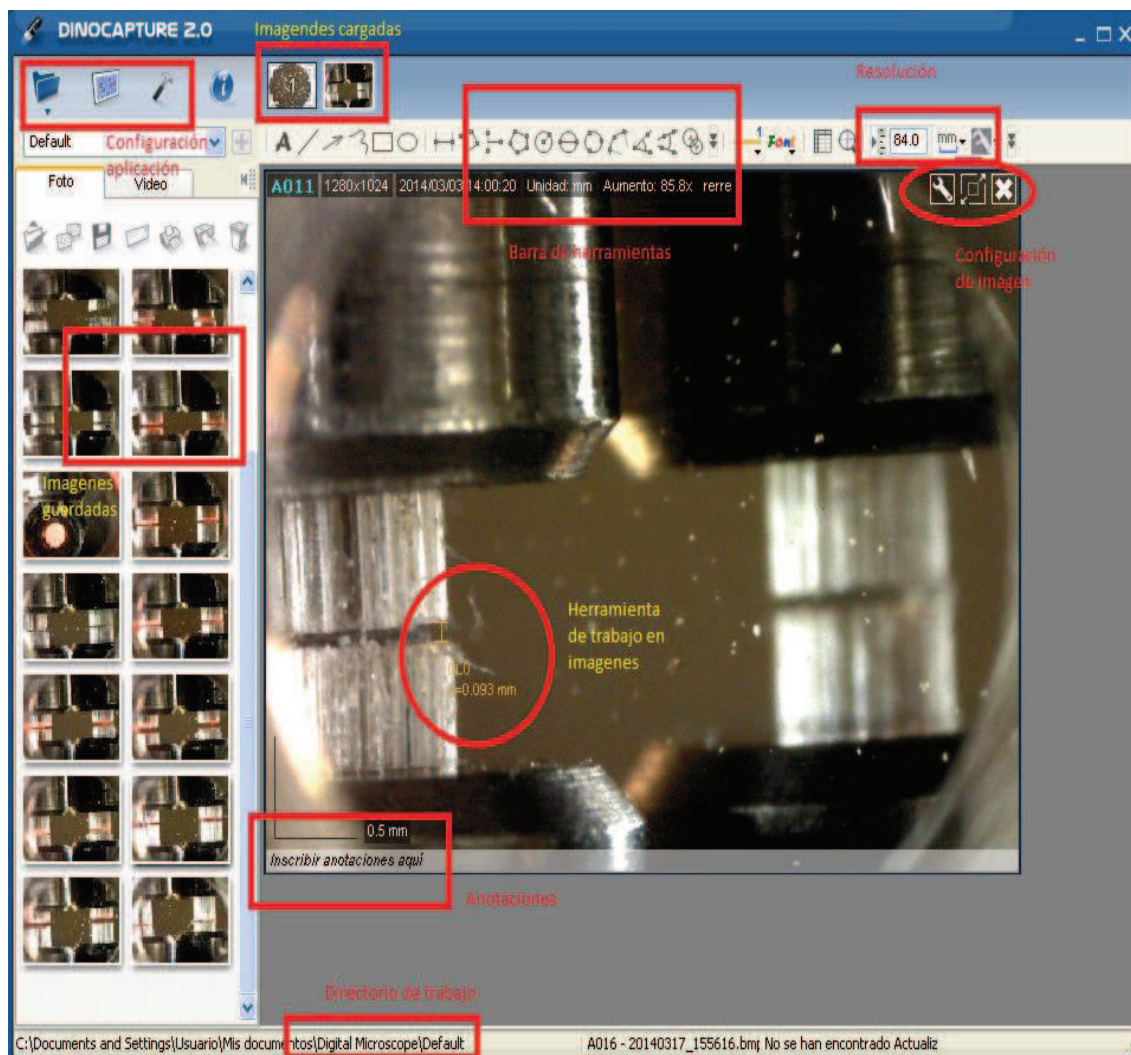 DINOCAPTURE 2.0
Imagendes cargadas
Resolución
Default
Configuración
aplicación
A
1
Font
84.0
mm
Foto
Video
A011 1280x1024 2014/03/03 14:00:20 Unidad: mm Aumento: 85.8x rerre
Barra de herramientas
Configuración
de imagen
Imagenes
guordadas
Herramienta
de trabajo en
imagenes
=0.093 mm
0.5 mm
Inscribir anotaciones aquí
Anotaciones
Directorio de trabajo
C:\Documents and Settings\Usuario\Mis documentos\Digital Microscope\Default
A016 - 20140317_155616.bmp No se han encontrado Actualiz